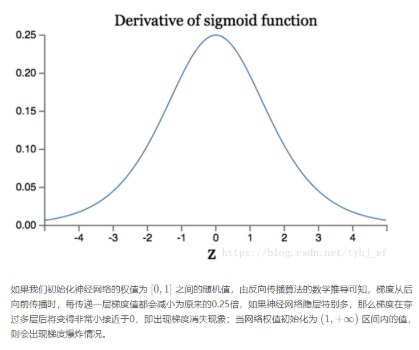 Derivative of sigmoid function
0.25
0.20
0.15
0.10
0.05
0.00
-4 -3 -2 -1 0 1 2 3 4
Z
https://blog.csdn.net/tyhj_sf
如果我们初始化神经网络的权值为 [0, 1] 之间的随机值，由反向传播算法的数学推导可知，梯度从后
向前传播时，每传递一层梯度值都会减小为原来的0.25倍，如果神经网络隐层特别多，那么梯度在穿
过多层后将变得非常小接近于0，即出现梯度消失现象；当网络权值初始化为 (1, +∞) 区间内的值，
则会出现梯度爆炸情况。